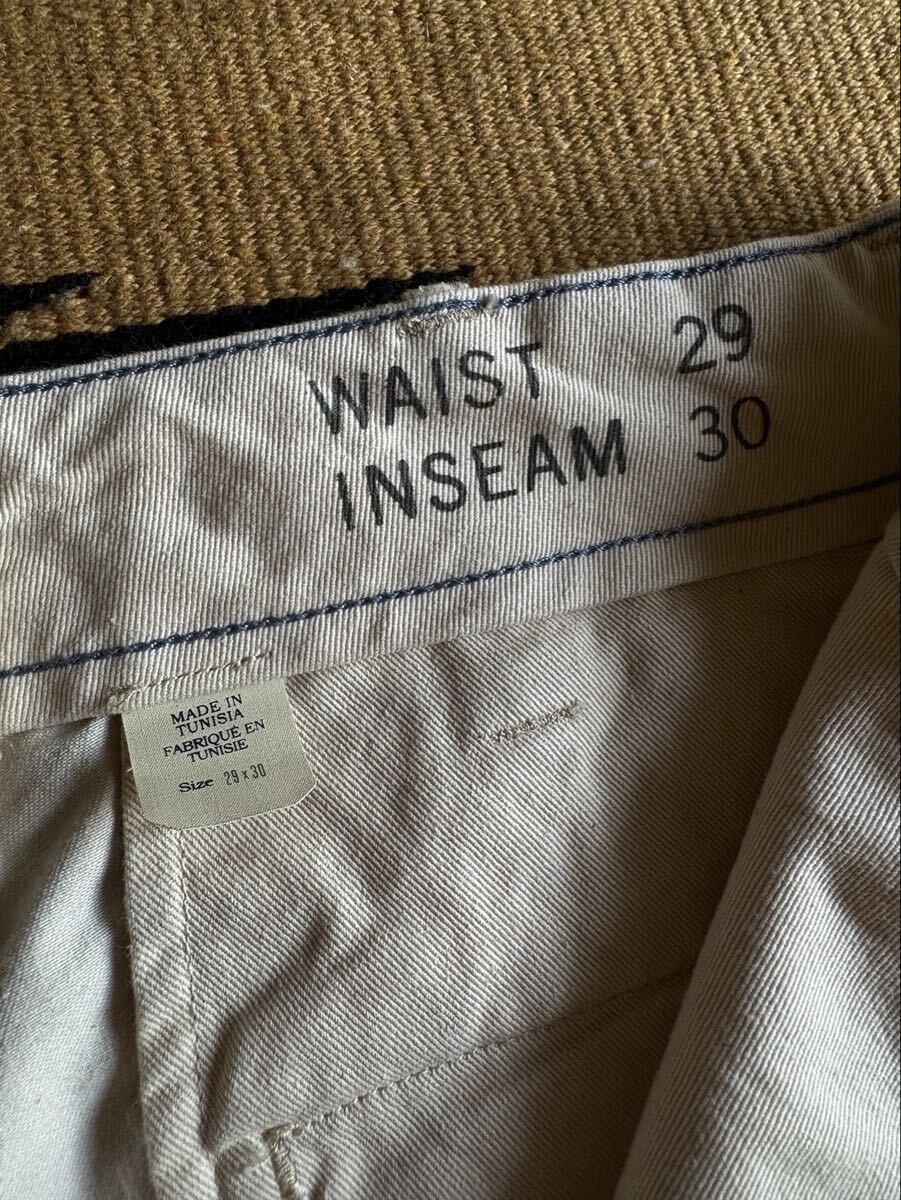 WAIST 29
INSEAM 30
MADE IN
TUNISIA
FABRIQUÉ EN
TUNISIE
Size 29 x 30